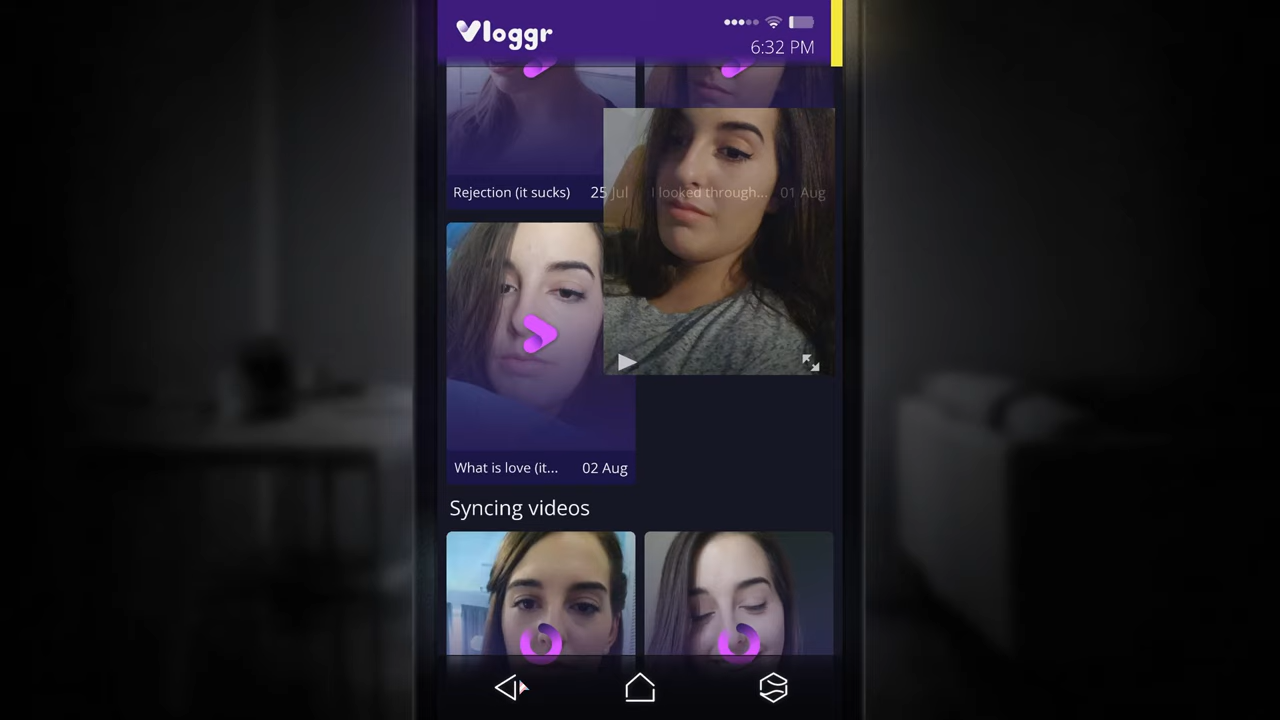 Vloggr
6:32 PM
Rejection (it sucks) 25 Jul
I looked through... 01 Aug
What is love (it... 02 Aug
Syncing videos